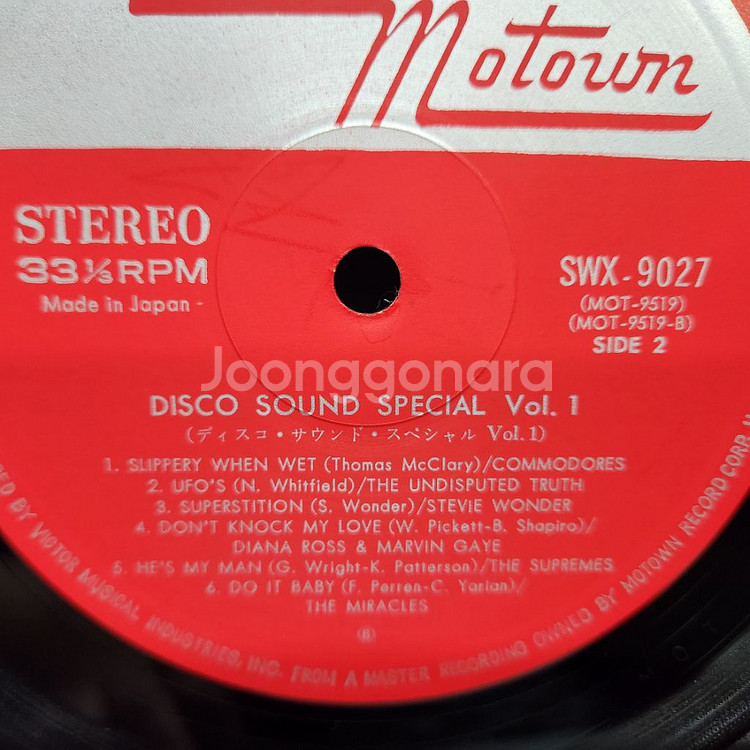 Motown
STEREO
33⅓ RPM
Made in Japan
SWX-9027
(MOT-9519)
(MOT-9519-B)
SIDE 2
Joonggonara
DISCO SOUND SPECIAL Vol. 1
(ディスコ・サウンド・スペシャル Vol.1)
1. SLIPPERY WHEN WET (Thomas McClary)/COMMODORES
2. UFO'S (N. Whitfield)/THE UNDISPUTED TRUTH
3. SUPERSTITION (S. Wonder)/STEVIE WONDER
4. DON'T KNOCK MY LOVE (W. Pickett-B. Shapiro)/
DIANA ROSS & MARVIN GAYE
5. HE'S MY MAN (G. Wright-K. Patterson)/THE SUPREMES
6. DO IT BABY (F. Perren-C. Yarian)/
THE MIRACLES
BY VICTOR MUSICAL INDUSTRIES, INC. FROM A MASTER RECORDING OWNED BY MOTOWN RECORD CORP.